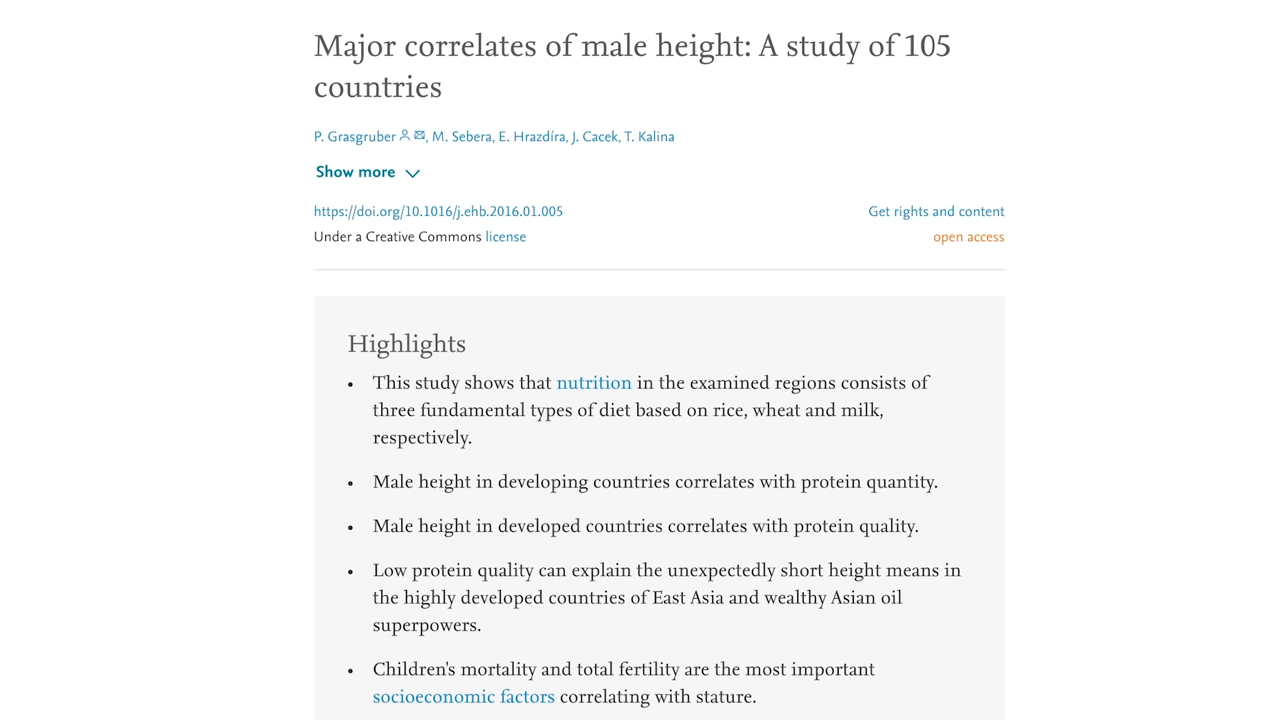 Major correlates of male height: A study of 105
countries
P. Grasgruber, M. Sebera, E. Hrazdíra, J. Cacek, T. Kalina
Show more
https://doi.org/10.1016/j.ehb.2016.01.005
Get rights and content
Under a Creative Commons license
open access
Highlights
• This study shows that nutrition in the examined regions consists of
three fundamental types of diet based on rice, wheat and milk,
respectively.
• Male height in developing countries correlates with protein quantity.
• Male height in developed countries correlates with protein quality.
• Low protein quality can explain the unexpectedly short height means in
the highly developed countries of East Asia and wealthy Asian oil
superpowers.
• Children's mortality and total fertility are the most important
socioeconomic factors correlating with stature.